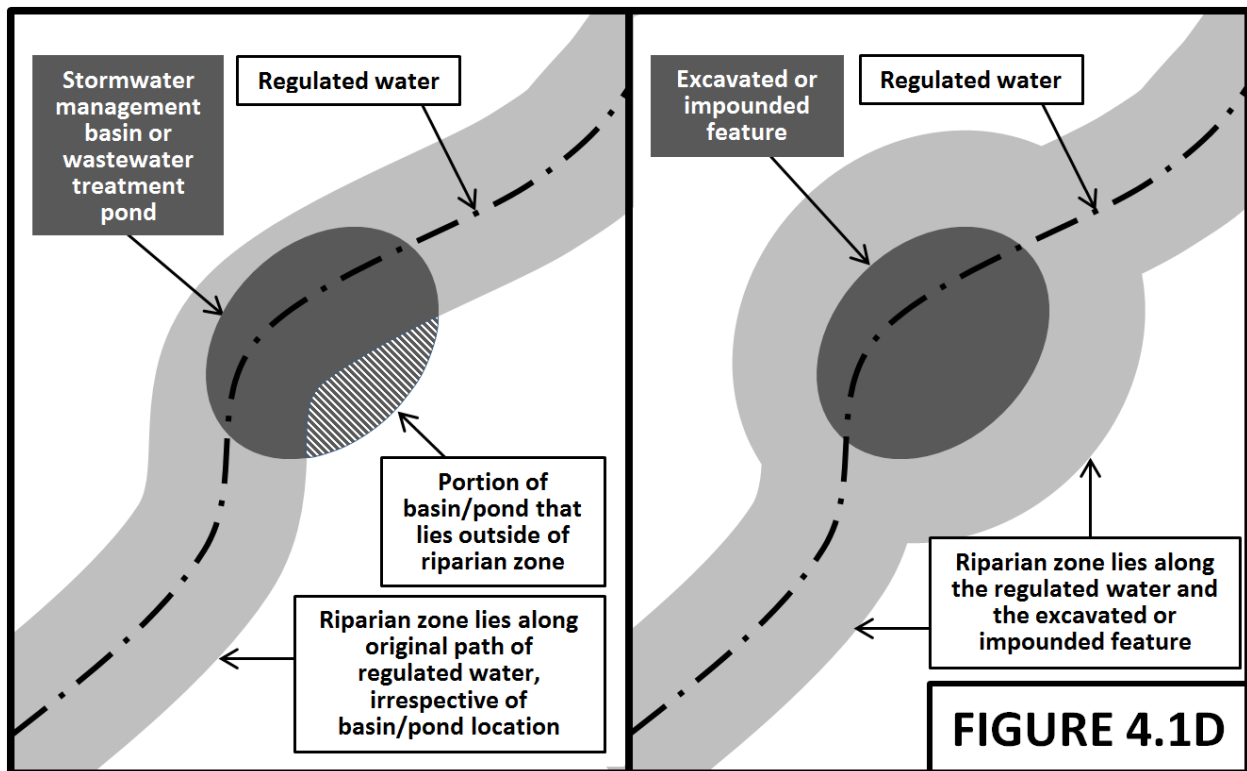 Stormwater
management
basin or
wastewater
treatment
pond
Regulated water
Portion of
basin/pond that
lies outside of
riparian zone
Riparian zone lies along
original path of
regulated water,
irrespective of
basin/pond location
Excavated or
impounded
feature
Regulated water
Riparian zone lies along
the regulated water and
the excavated or
impounded feature
FIGURE 4.1D